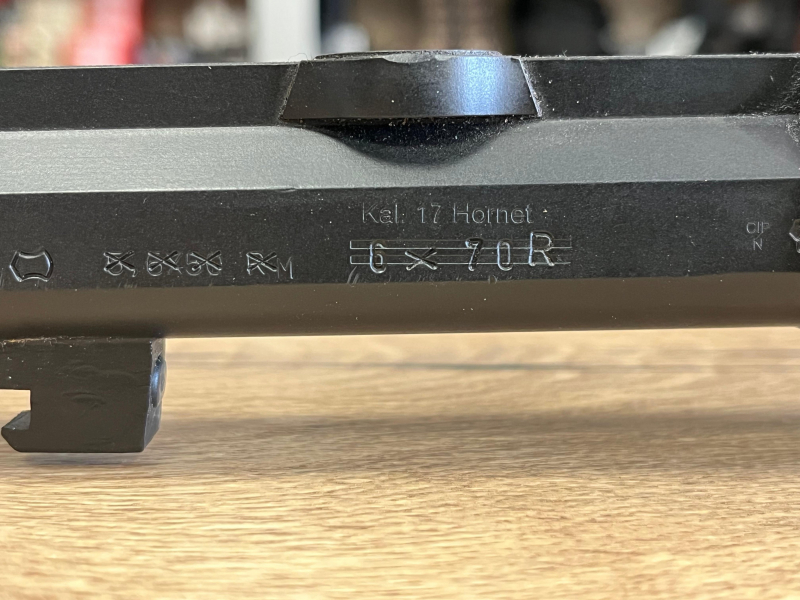 Kal. 17 Hornet
6 x 70R
CIP
N